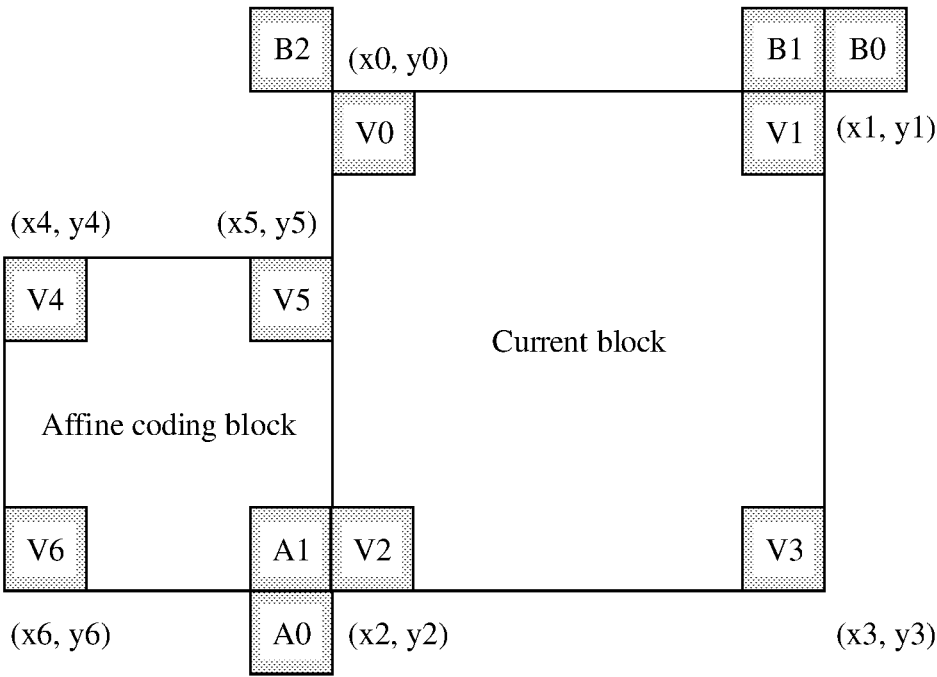 B2 (x0, y0) B1 B0
V0 V1 (x1, y1)
(x4, y4) (x5, y5)
V4 V5
Current block
Affine coding block
V6 A1 V2 V3
(x6, y6) A0 (x2, y2) (x3, y3)